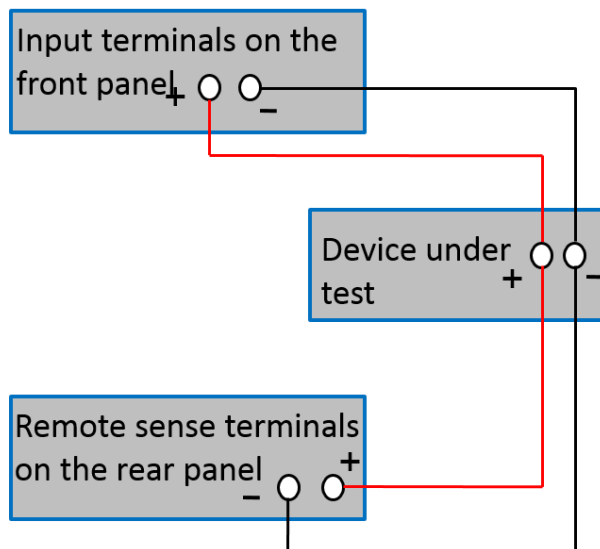 Input terminals on the
front panel
+
-
Device under
test
+
-
Remote sense terminals
on the rear panel
-
+